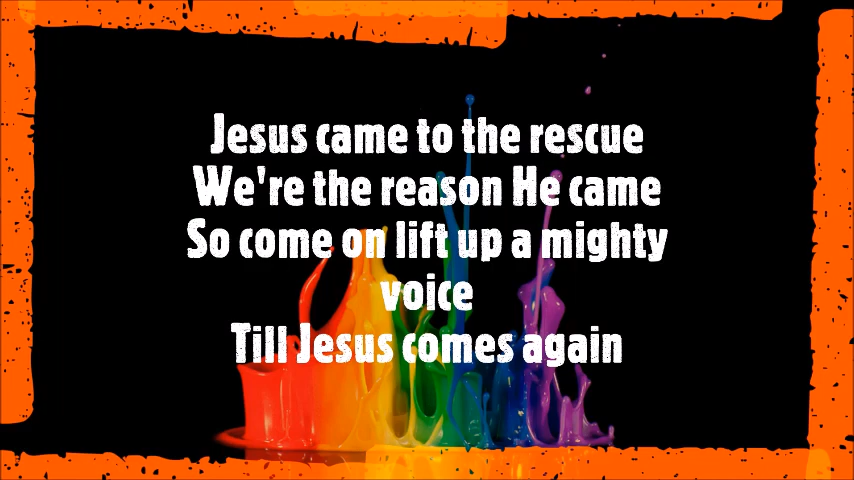 Jesus came to the rescue
We're the reason He came
So come on lift up a mighty
voice
Till Jesus comes again